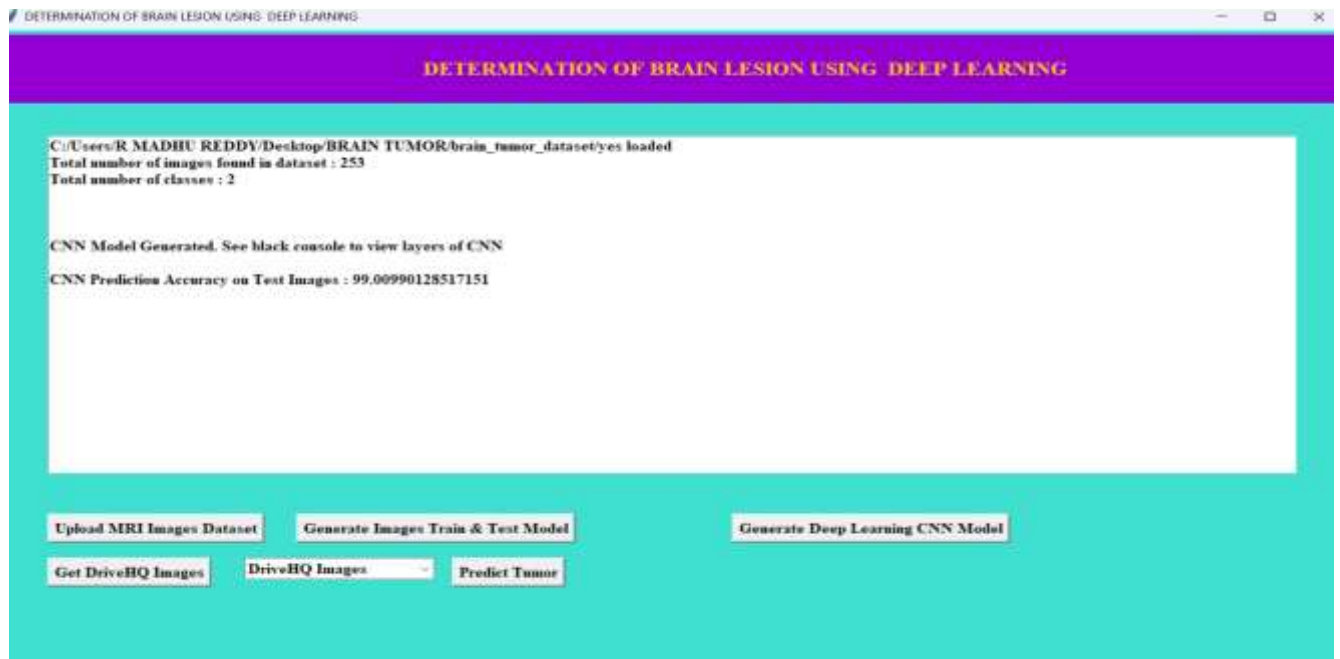 DETERMINATION OF BRAIN LESION USING DEEP LEARNING
DETERMINATION OF BRAIN LESION USING DEEP LEARNING
C:/Users/R MADHU REDDY/Desktop/BRAIN TUMOR/brain_tumor_dataset/yes loaded
Total number of images found in dataset : 253
Total number of classes : 2
CNN Model Generated. See black console to view layers of CNN
CNN Prediction Accuracy on Test Images : 99.00990128517151
Upload MRI Images Dataset Generate Images Train & Test Model Generate Deep Learning CNN Model
Get DriveHQ Images DriveHQ Images Predict Tumor